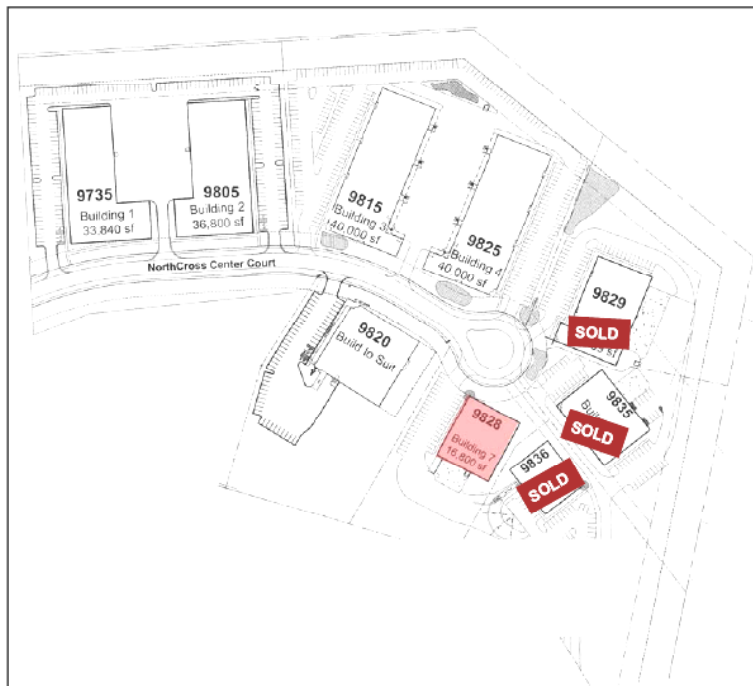 9735
Building 1
33,840 sf
9805
Building 2
36,800 sf
9815
Building 3
40,000 sf
9825
Building 4
40,000 sf
NorthCross Center Court
9829
SOLD
sf
9820
Build to Suit
9835
SOLD
9828
Building 7
16,800 sf
9836
SOLD